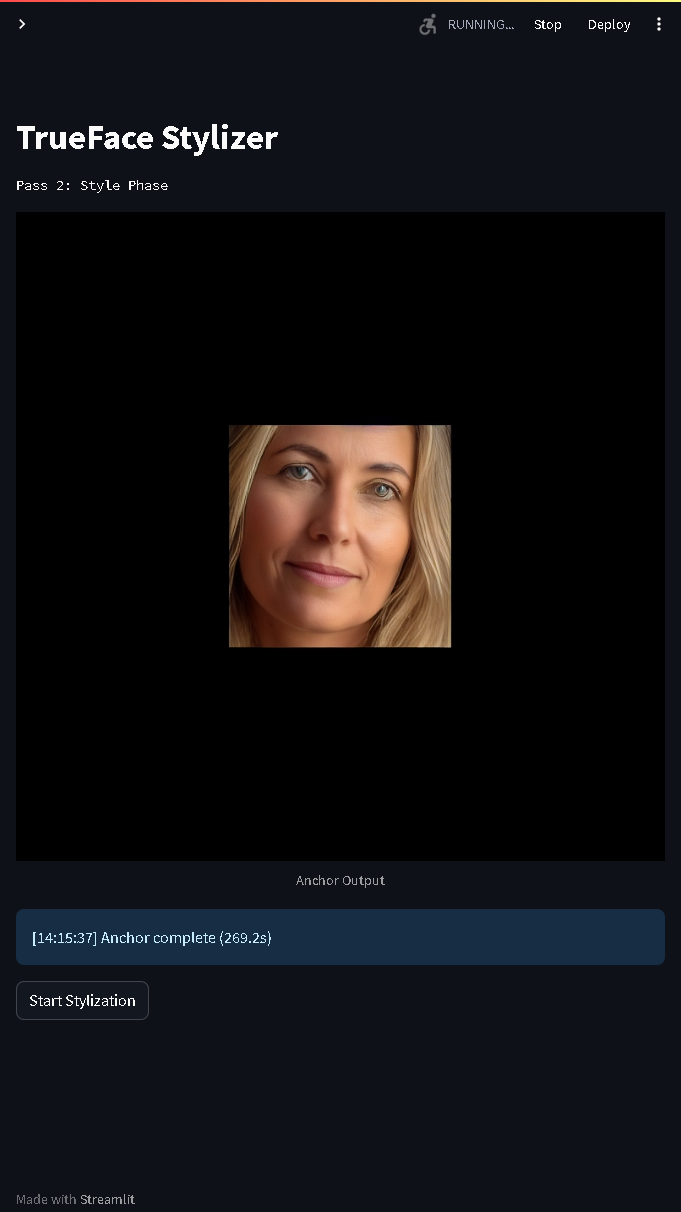 RUNNING...
Stop
Deploy
TrueFace Stylizer
Pass 2: Style Phase
Anchor Output
[14:15:37] Anchor complete (269.2s)
Start Stylization
Made with Streamlit